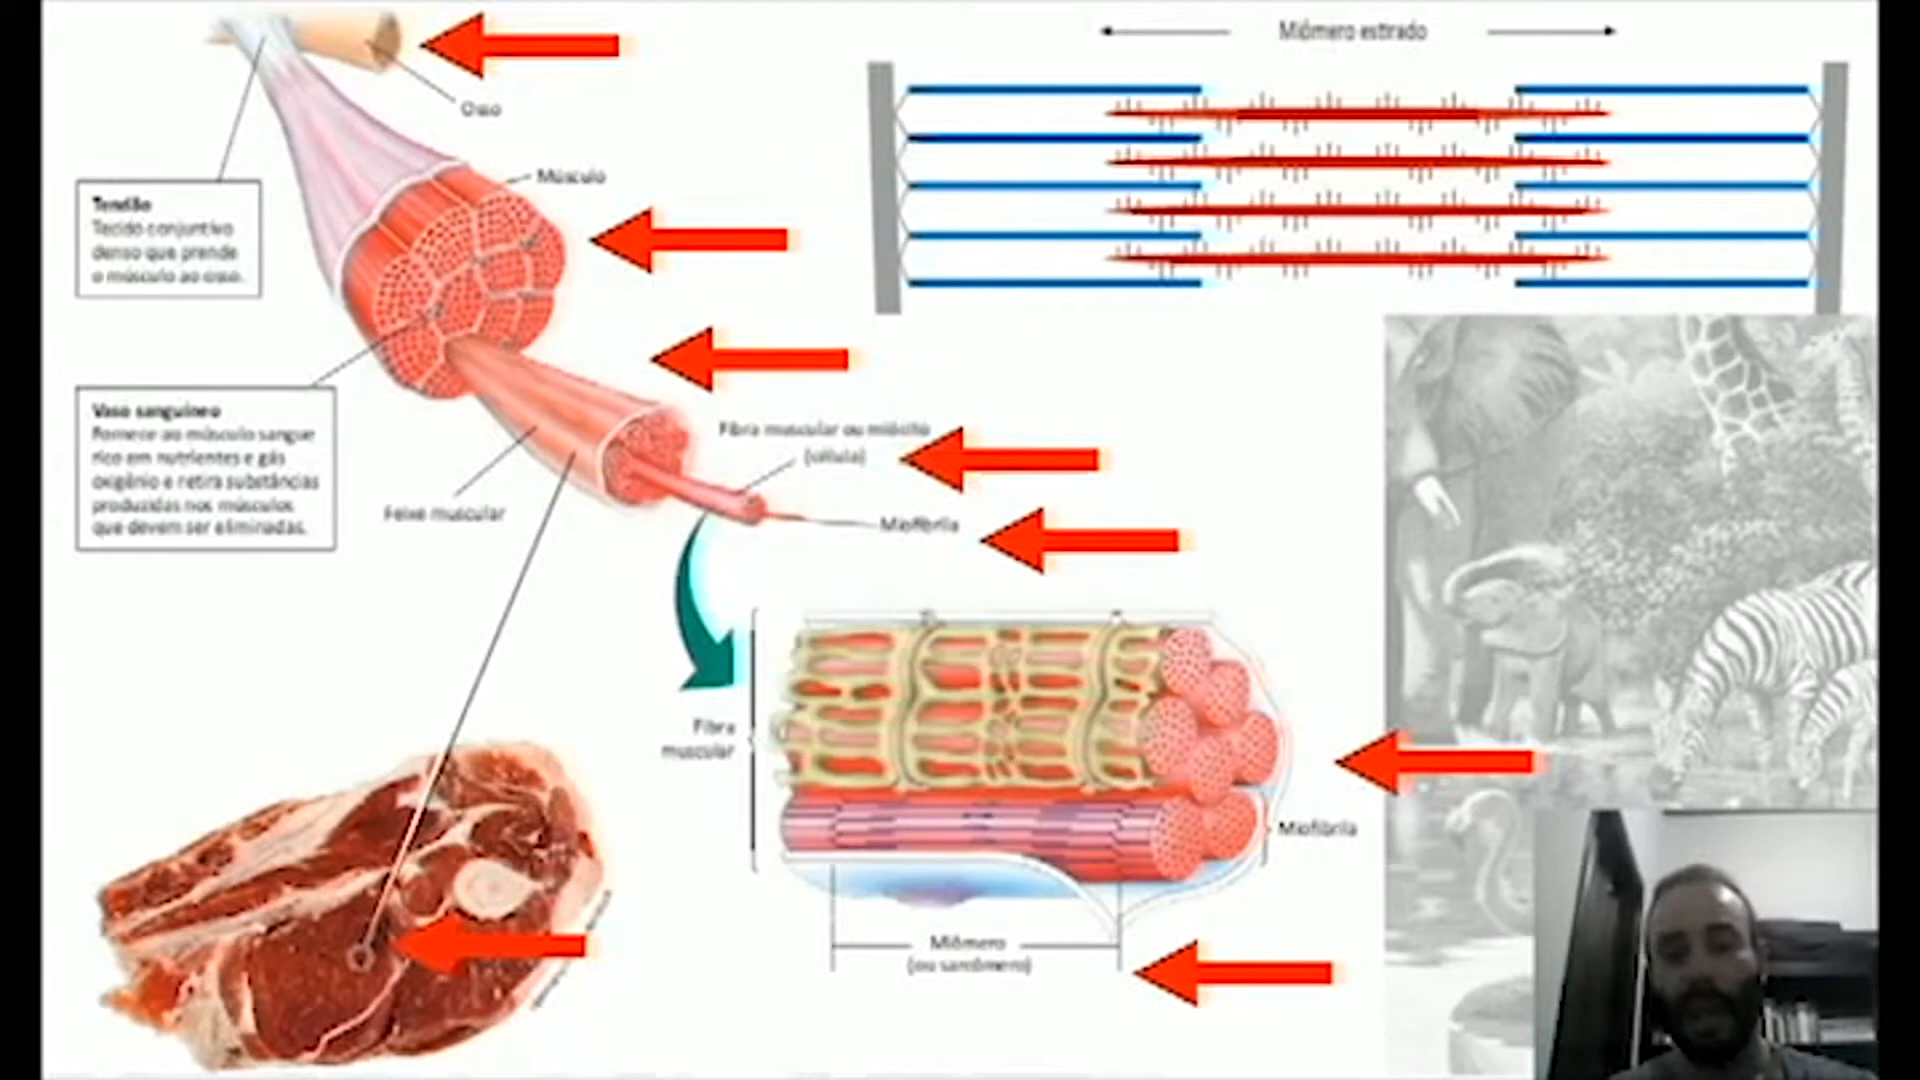 Miômero estirado
Osso
Músculo
Tendão
Tecido conjuntivo
denso que prende
o músculo ao osso.
Vaso sanguíneo
Fornece ao músculo sangue
rico em nutrientes e gás
oxigênio e retira substâncias
produzidas nos músculos
que devem ser eliminadas.
Fibra muscular ou miócito
(célula)
Feixe muscular
Miofibrila
Fibra
muscular
Miofibrila
Miômero
(ou sarcômero)